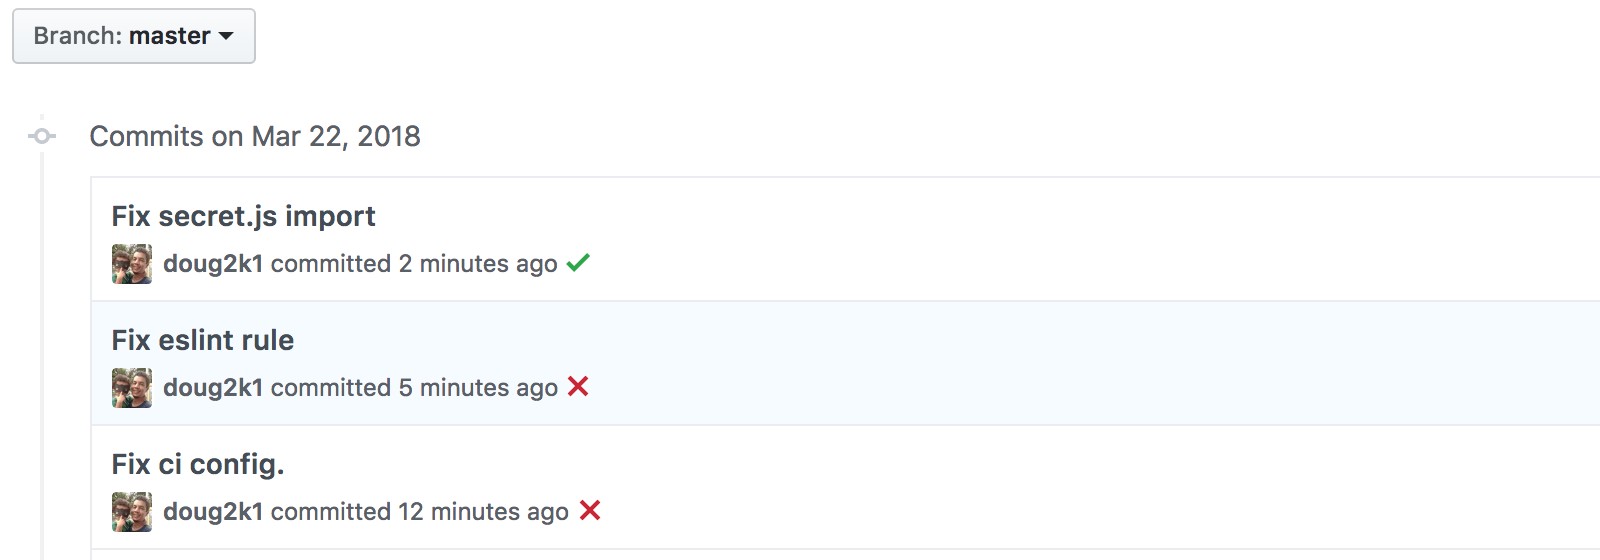 Branch: master
Commits on Mar 22, 2018
Fix secret.js import
doug2k1 committed 2 minutes ago
Fix eslint rule
doug2k1 committed 5 minutes ago
Fix ci config.
doug2k1 committed 12 minutes ago